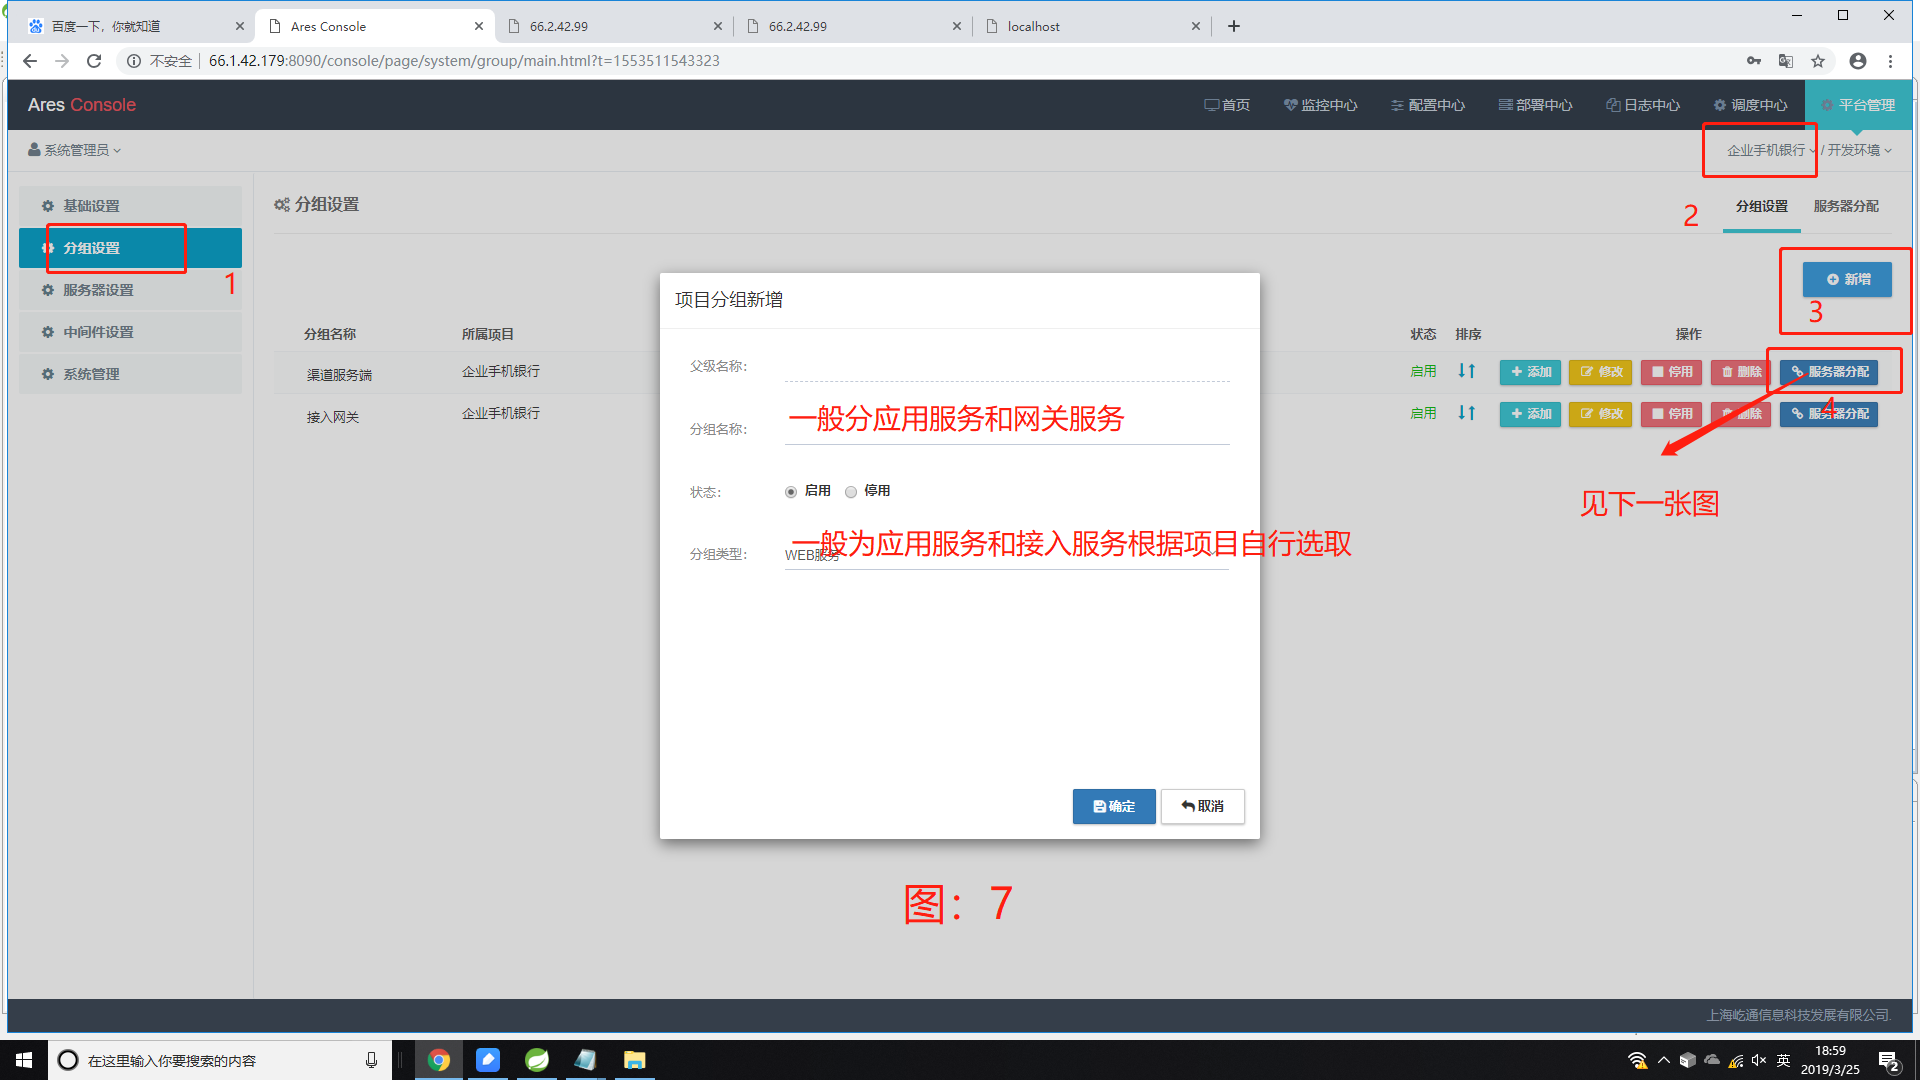 百度一下，你就知道
Ares Console
66.2.42.99
66.2.42.99
localhost
不安全
66.1.42.179:8090/console/page/system/group/main.html?t=1553511543323
Ares Console
首页
监控中心
配置中心
部署中心
日志中心
调度中心
平台管理
系统管理员
企业手机银行
/ 开发环境
基础设置
分组设置
1
服务器设置
中间件设置
系统管理
分组设置
2
分组设置
服务器分配
新增
3
分组名称
所属项目
状态
排序
操作
渠道服务端
企业手机银行
启用
添加
修改
停用
删除
服务器分配
4
接入网关
企业手机银行
启用
添加
修改
停用
删除
服务器分配
见下一张图
项目分组新增
父级名称：
分组名称：
一般分应用服务和网关服务
状态：
启用
停用
分组类型：
WEB服务
一般为应用服务和接入服务根据项目自行选取
确定
取消
图：7
上海屹通信息科技发展有限公司.
在这里输入你要搜索的内容
英
18:59
2019/3/25
2